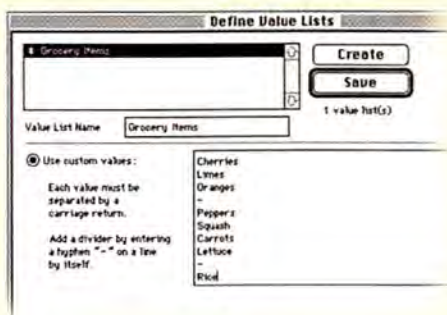 Define Value Lists
Grocery Items
Create
Save
1 value list(s)
Value List Name
Grocery Items
Use custom values:
Each value must be
separated by a
carriage return.
Add a divider by entering
a hyphen "-" on a line
by itself.
Cherries
Limes
Oranges
-
Peppers
Squash
Carrots
Lettuce
-
Rice